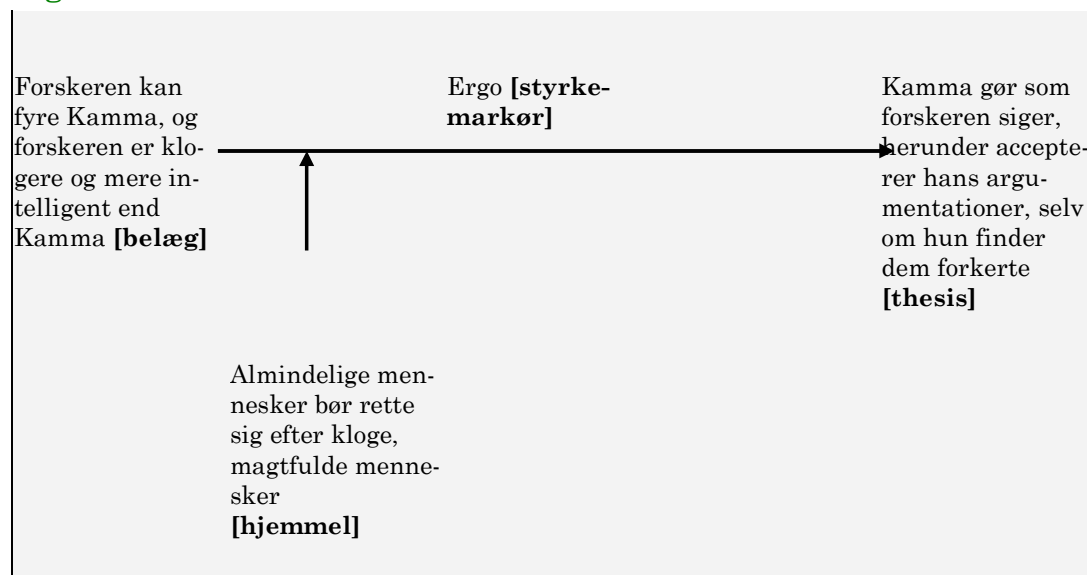 Forskeren kan
fyre Kamma, og
forskeren er klo-
gere og mere in-
telligent end
Kamma [belæg]
Ergo [styrke-
markør]
Kamma gør som
forskeren siger,
herunder accepte-
rer hans argu-
mentationer, selv
om hun finder
dem forkerte
[thesis]
Almindelige men-
nesker bør rette
sig efter kloge,
magtfulde menne-
sker
[hjemmel]